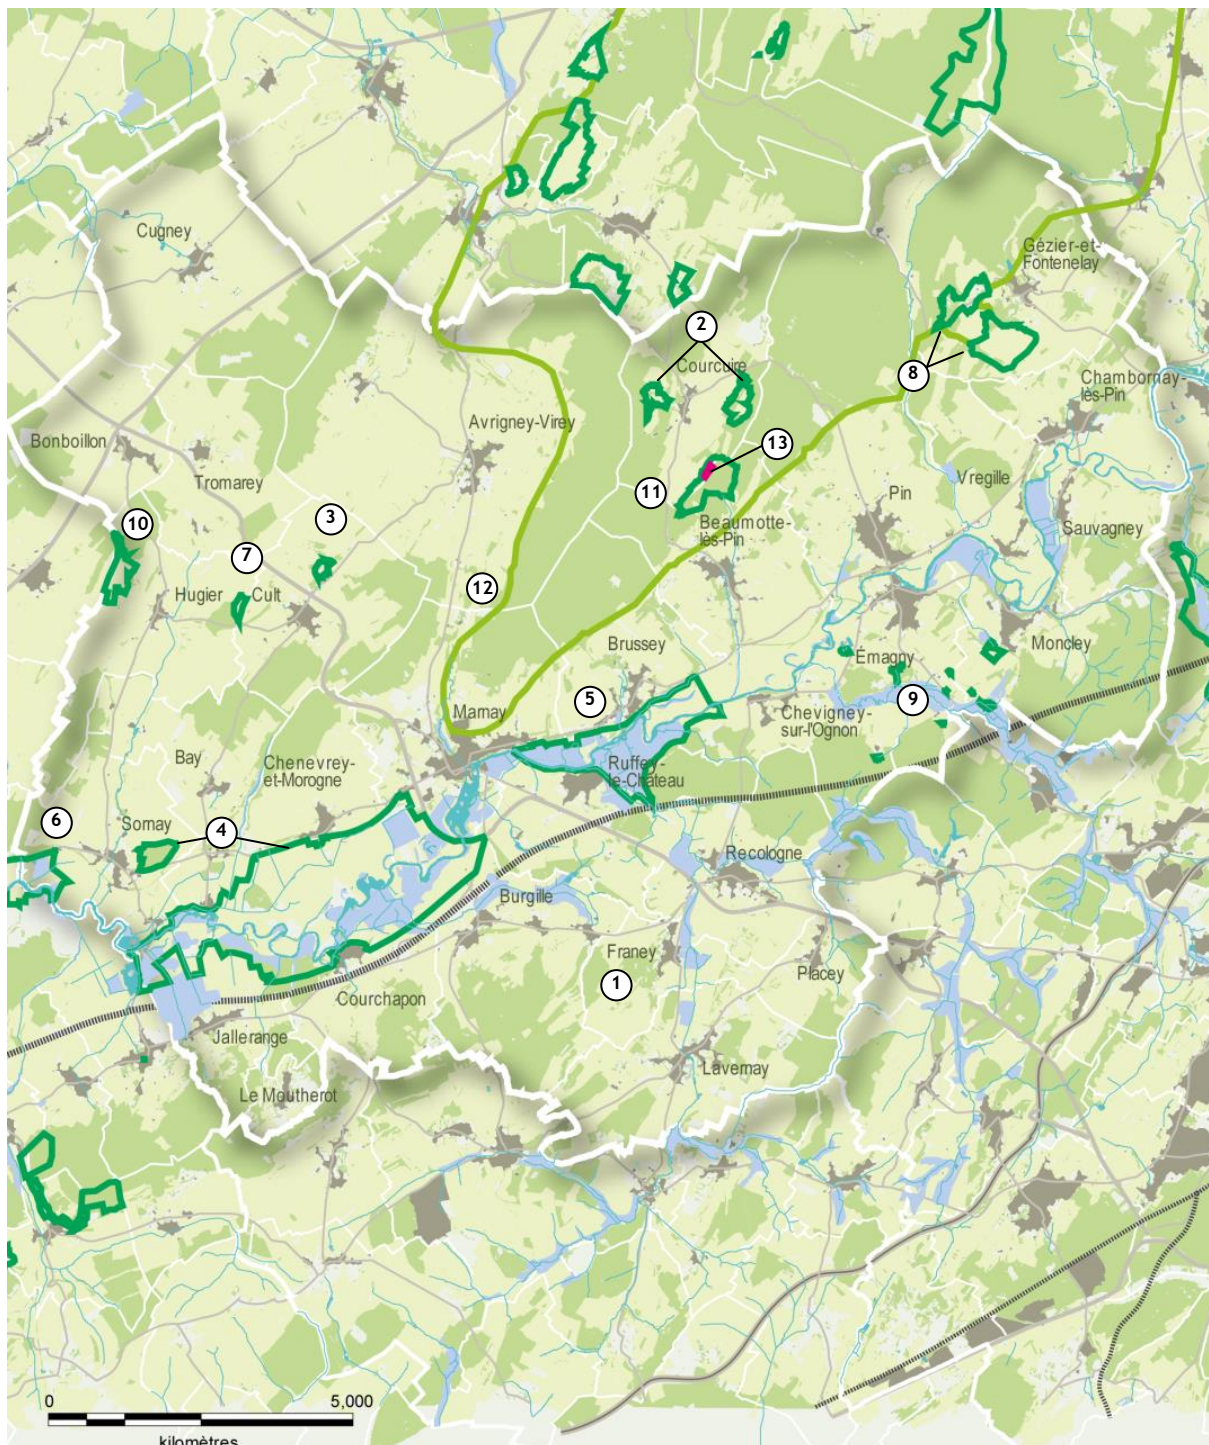 Cugney
Gézier-et-
Fontenelay
2
Courcuire
8
Chambornay-
lès-Pin
Bonboillon
Avrigney-Virey
13
Tromarey
11
Vregille
Pin
3
10
Beaumotte-
lès-Pin
Sauvagney
7
12
Hugier
Cult
Brussey
Émagny
Moncley
5
9
Marnay
Chevigney-
sur-l'Ognon
Bay
Chenevrey-
et-Morogne
Ruffey-
le-Château
6
Sornay
4
Recologne
Burgille
Franey
1
Placey
Courchapon
Jallerange
Lavernay
Le Moutherot
0
5,000
kilomètres